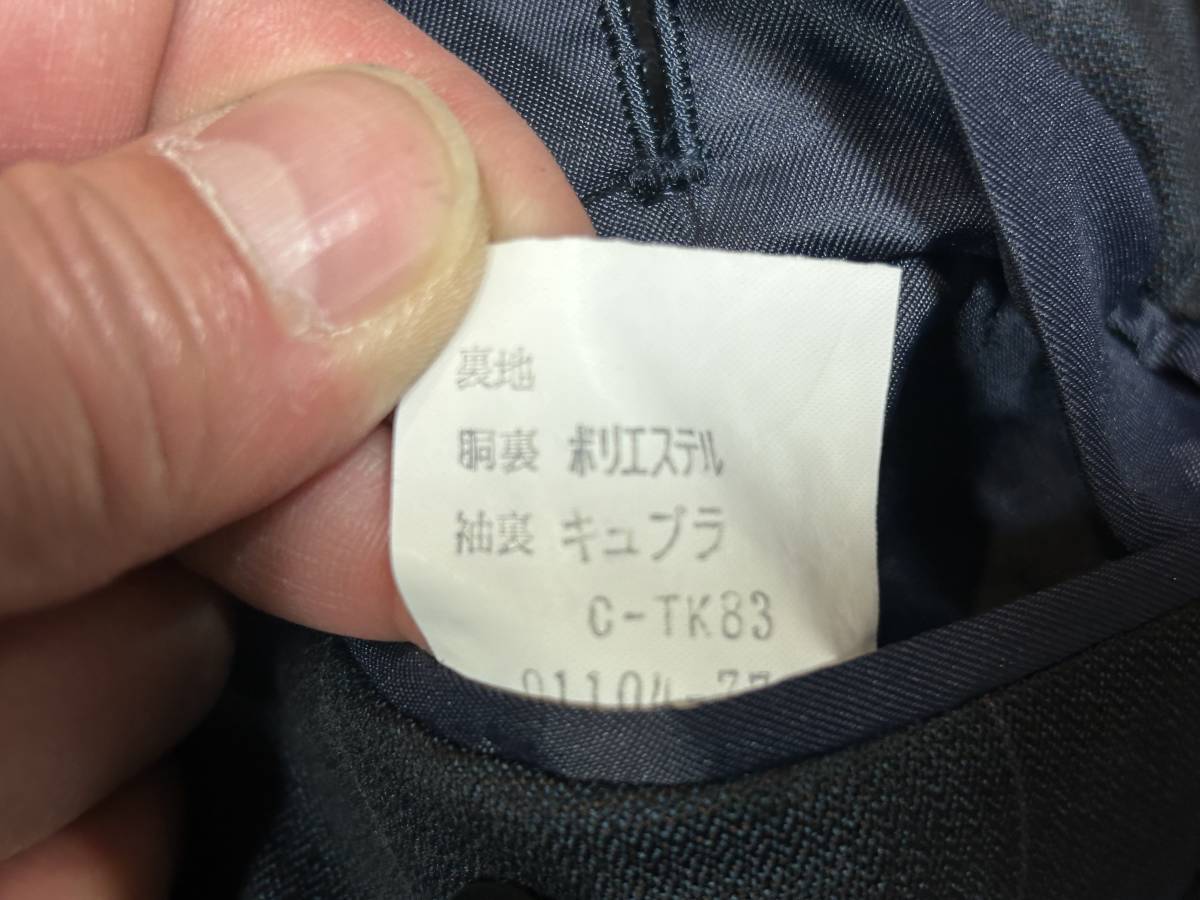 裏地
胴裏 ポリエステル
袖裏 キュプラ
C-TK83